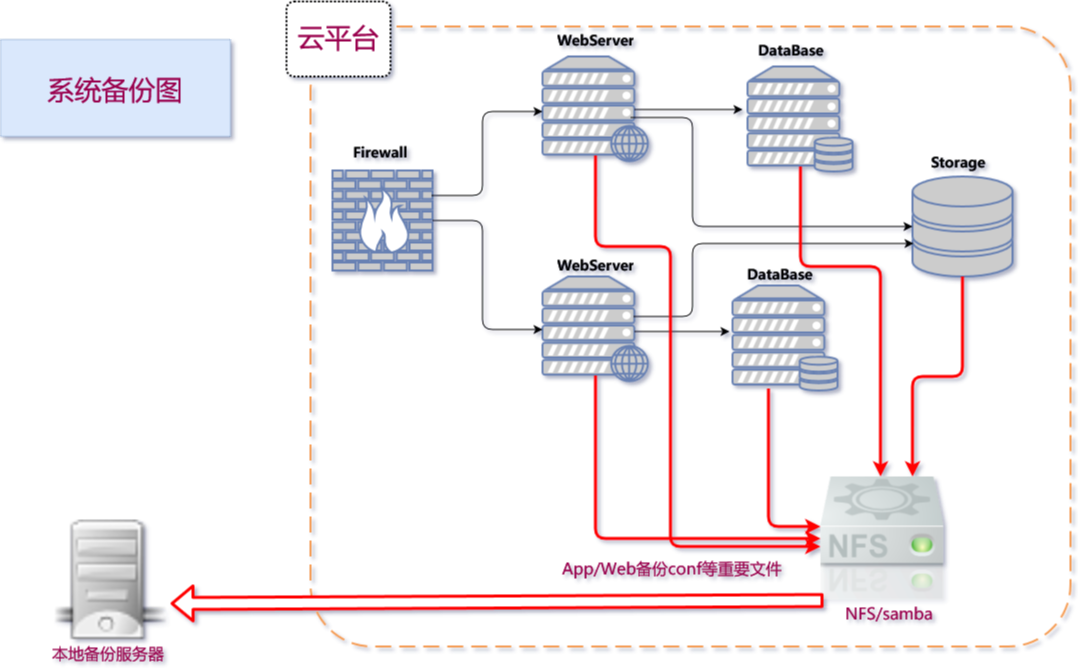 云平台
系统备份图
WebServer
DataBase
Firewall
Storage
WebServer
DataBase
NFS
App/Web备份conf等重要文件
NFS/samba
本地备份服务器